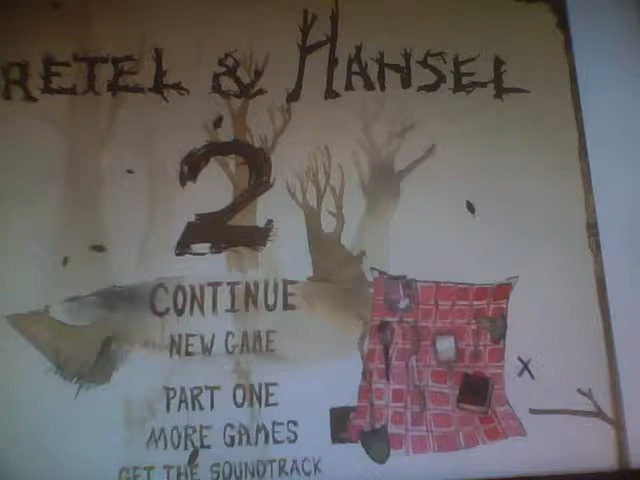 RETEL & HANSEL
2
CONTINUE
NEW GAME
PART ONE
MORE GAMES
GET THE SOUNDTRACK
X